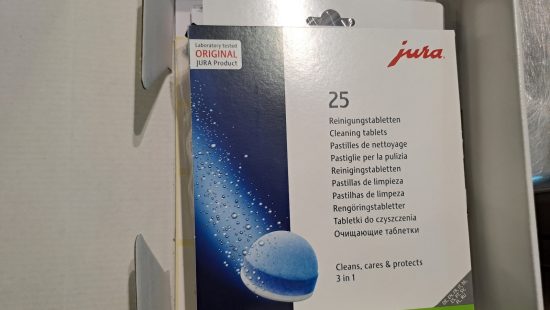 Laboratory tested
ORIGINAL
JURA Product
jura
25
Reinigungstabletten
Cleaning tablets
Pastilles de nettoyage
Pastiglie per la pulizia
Reinigingstabletten
Pastillas de limpieza
Pastilhas de limpeza
Rengöringstabletter
Tabletki do czyszczenia
Очищающие таблетки
Cleans, cares & protects
3 in 1